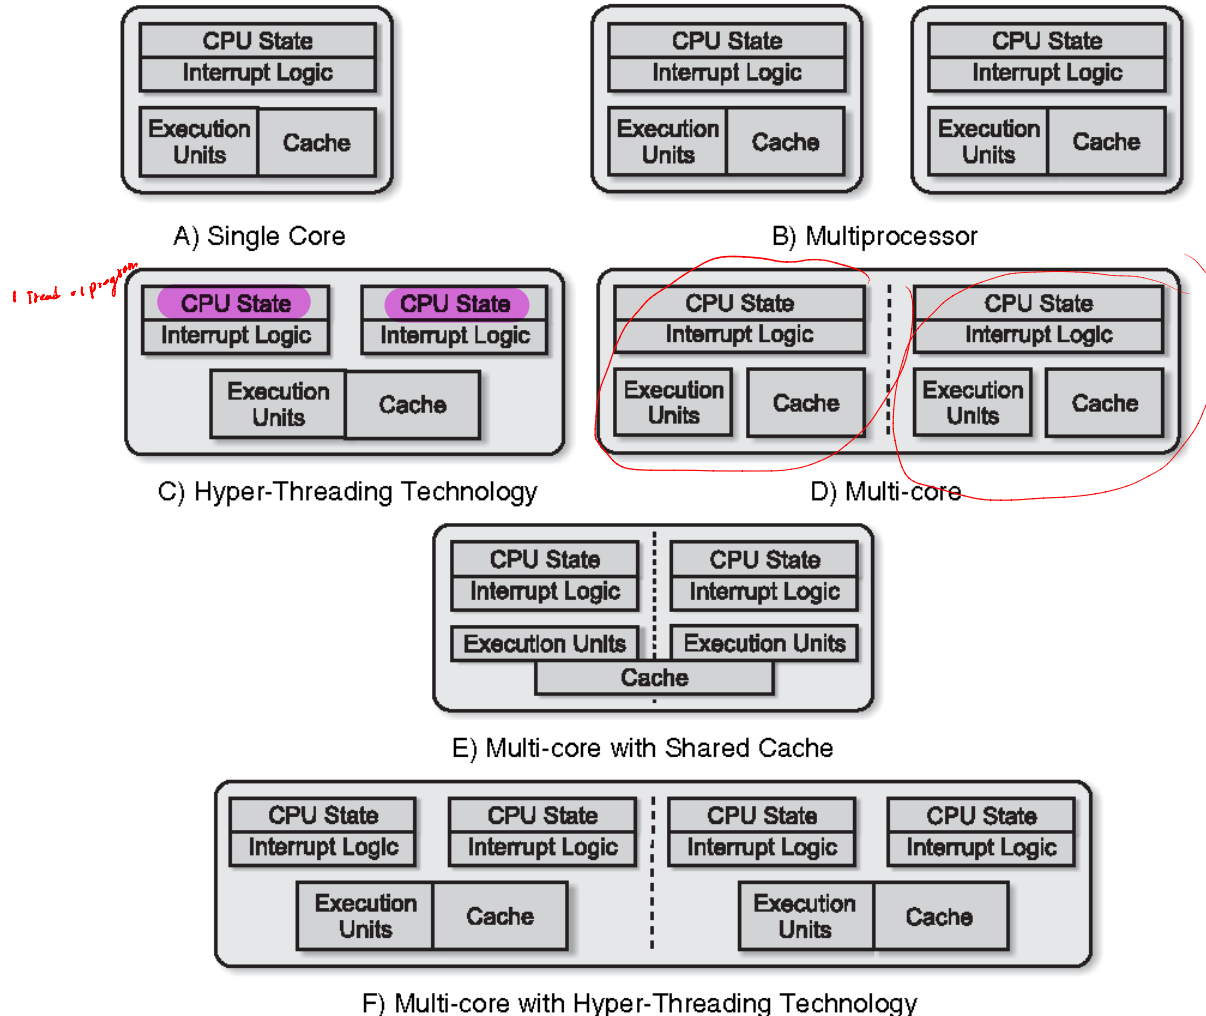 CPU State
Interrupt Logic
Execution
Units
Cache
A) Single Core
CPU State
Interrupt Logic
Execution
Units
Cache
CPU State
Interrupt Logic
Execution
Units
Cache
B) Multiprocessor
1 program
CPU State
Interrupt Logic
CPU State
Interrupt Logic
Execution
Units
Cache
C) Hyper-Threading Technology
CPU State
Interrupt Logic
Execution
Units
Cache
CPU State
Interrupt Logic
Execution
Units
Cache
D) Multi-core
CPU State
Interrupt Logic
Execution Units
CPU State
Interrupt Logic
Execution Units
Cache
E) Multi-core with Shared Cache
CPU State
Interrupt Logic
CPU State
Interrupt Logic
Execution
Units
Cache
CPU State
Interrupt Logic
CPU State
Interrupt Logic
Execution
Units
Cache
F) Multi-core with Hyper-Threading Technology